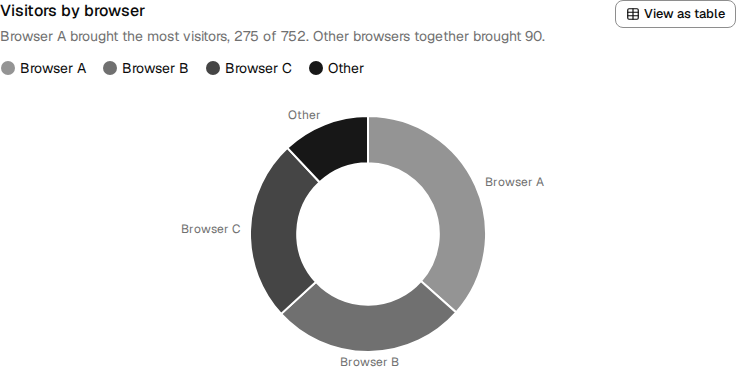 Visitors by browser
View as table
Browser A brought the most visitors, 275 of 752. Other browsers together brought 90.
Browser A
Browser B
Browser C
Other
Other
Browser A
Browser C
Browser B